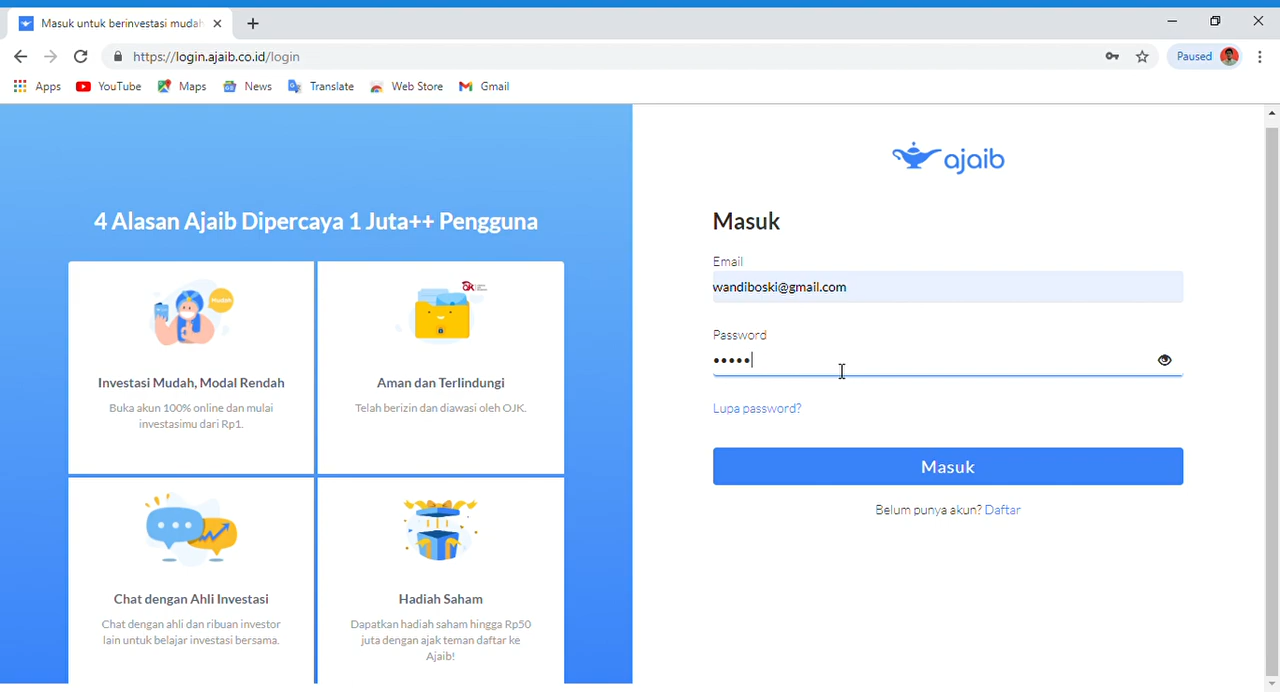 Masuk untuk berinvestasi mudah
https://login.ajaib.co.id/login
Paused
Apps
YouTube
Maps
News
Translate
Web Store
Gmail
4 Alasan Ajaib Dipercaya 1 Juta++ Pengguna
Mudah
Investasi Mudah, Modal Rendah
Buka akun 100% online dan mulai
investasimu dari Rp1.
Aman dan Terlindungi
Telah berizin dan diawasi oleh OJK.
Chat dengan Ahli Investasi
Chat dengan ahli dan ribuan investor
lain untuk belajar investasi bersama.
Hadiah Saham
Dapatkan hadiah saham hingga Rp50
juta dengan ajak teman daftar ke
Ajaib!
ajaib
Masuk
Email
wandiboski@gmail.com
Password
•••••
Lupa password?
Masuk
Belum punya akun? Daftar